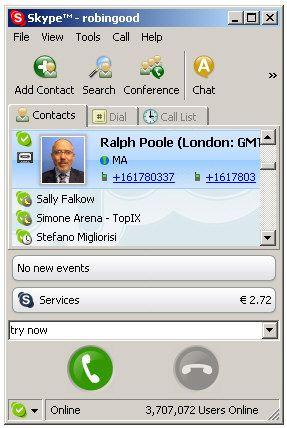 Skype™ - robingood
File View Tools Call Help
Add Contact Search Conference Chat »
Contacts Dial Call List
Ralph Poole (London: GMT
MA
+161780337 +1617803
Sally Falkow
Simone Arena - TopIX
Stefano Migliorisi
No new events
Services € 2.72
try now
Online 3,707,072 Users Online